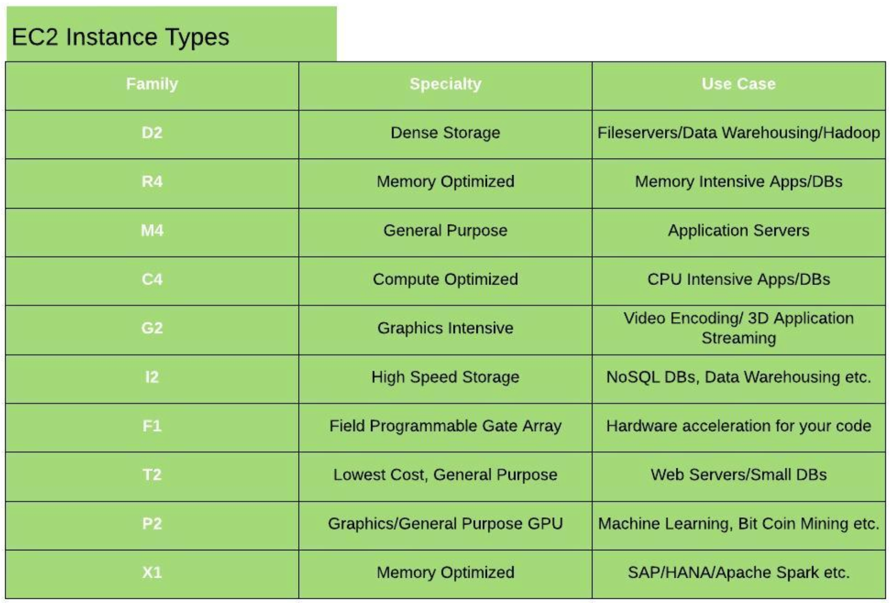 EC2 Instance Types
Family Specialty Use Case
D2 Dense Storage Fileservers/Data Warehousing/Hadoop
R4 Memory Optimized Memory Intensive Apps/DBs
M4 General Purpose Application Servers
C4 Compute Optimized CPU Intensive Apps/DBs
G2 Graphics Intensive Video Encoding/ 3D Application
Streaming
I2 High Speed Storage NoSQL DBs, Data Warehousing etc.
F1 Field Programmable Gate Array Hardware acceleration for your code
T2 Lowest Cost, General Purpose Web Servers/Small DBs
P2 Graphics/General Purpose GPU Machine Learning, Bit Coin Mining etc.
X1 Memory Optimized SAP/HANA/Apache Spark etc.